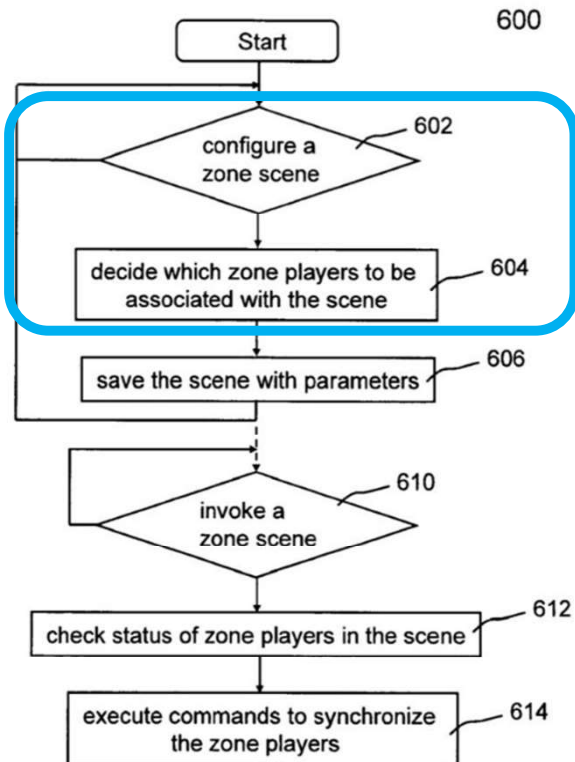 600
Start
602
configure a
zone scene
decide which zone players to be
associated with the scene
604
606
save the scene with parameters
610
invoke a
zone scene
612
check status of zone players in the scene
execute commands to synchronize
the zone players
614